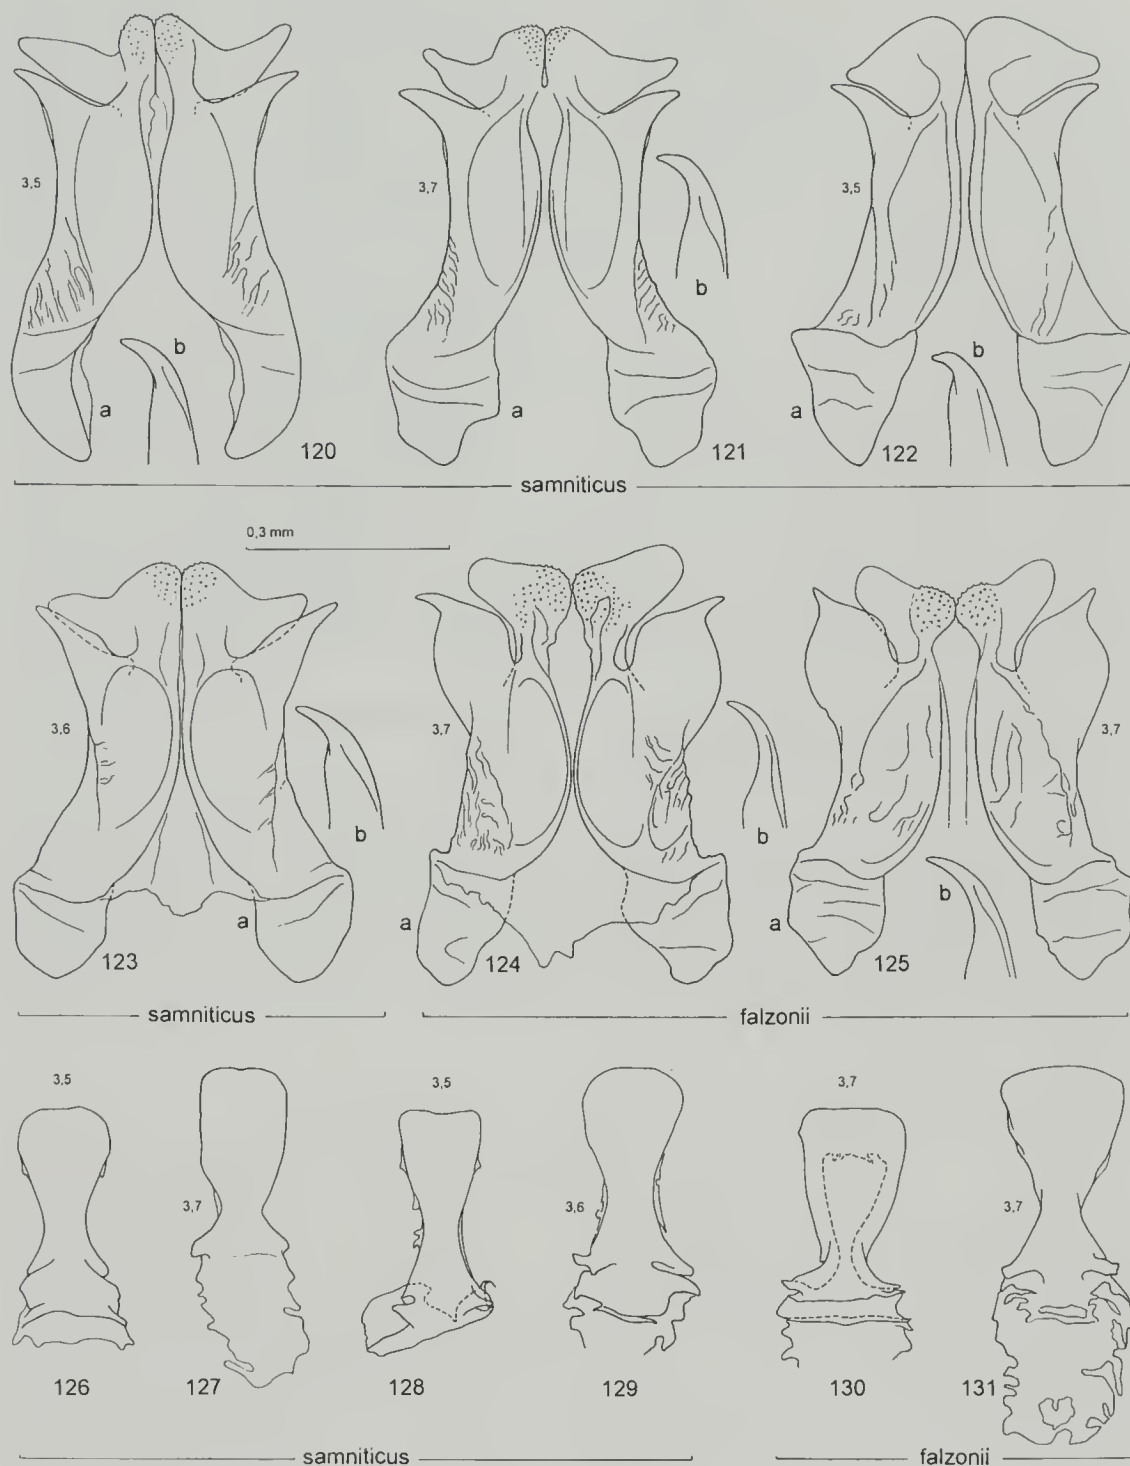 3,5
b
a
120
3,7
b
a
121
3,5
b
a
122
samniticus
0,3 mm
3,6
b
a
123
3,7
b
a
124
3,7
b
a
125
samniticus
falzonii
3,5
126
3,7
127
3,5
128
3,6
129
3,7
130
3,7
131
samniticus
falzonii